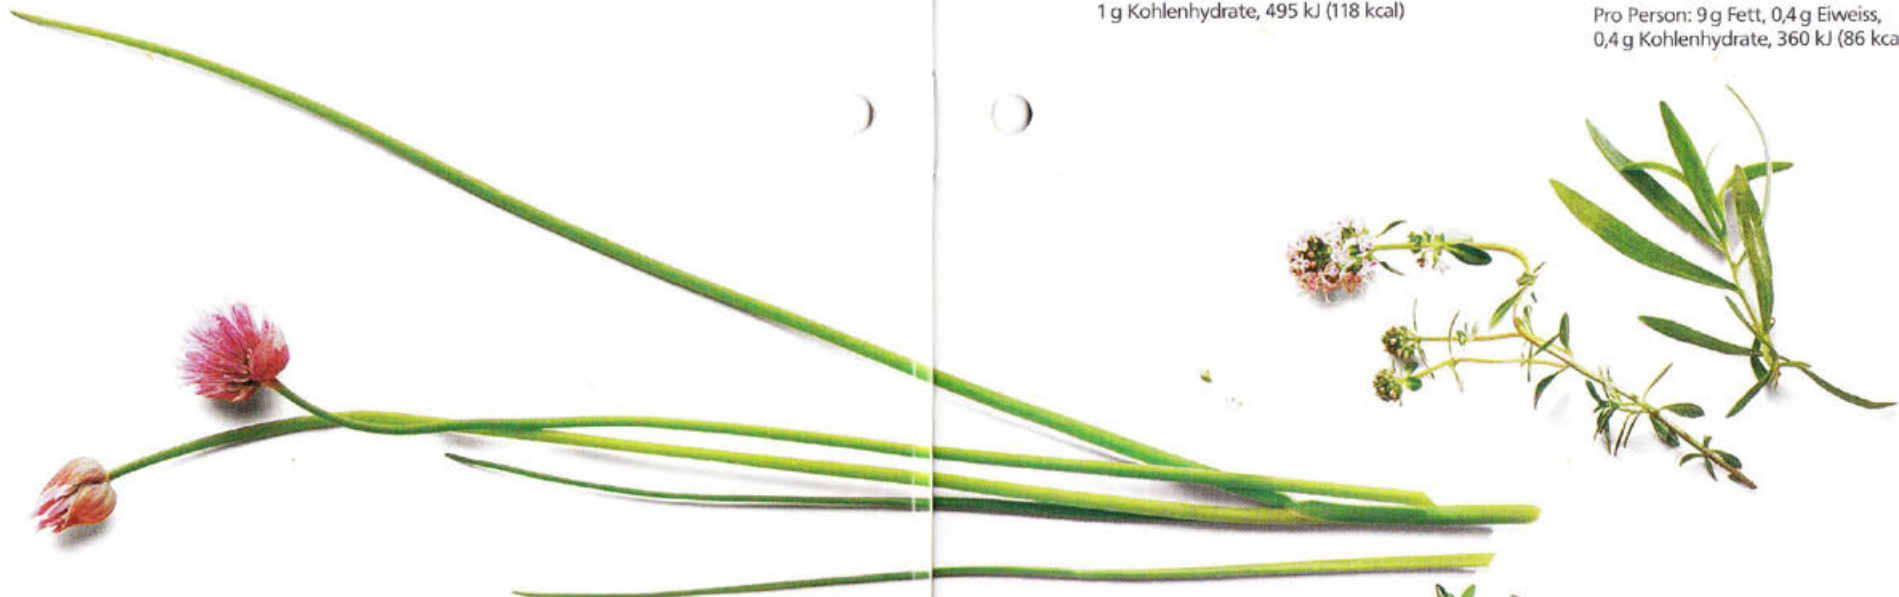 1 g Kohlenhydrate, 495 kJ (118 kcal)
Pro Person: 9 g Fett, 0,4 g Eiweiss,
0,4 g Kohlenhydrate, 360 kJ (86 kca